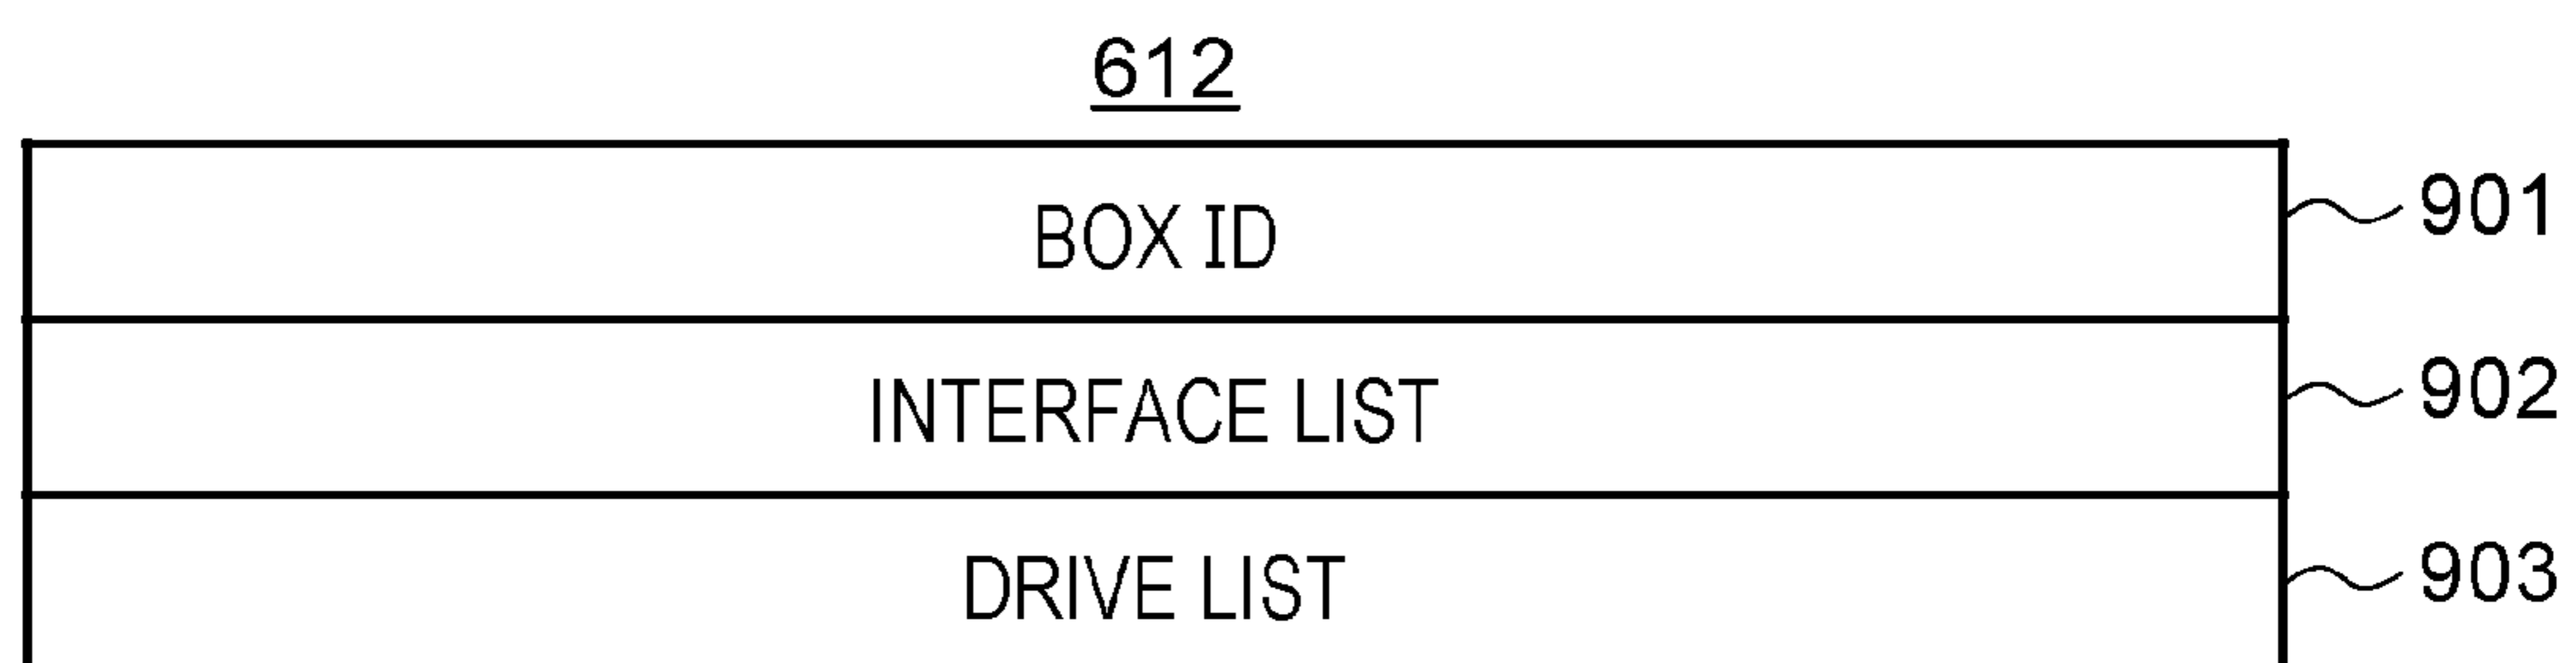 612
BOX ID 901
INTERFACE LIST 902
DRIVE LIST 903